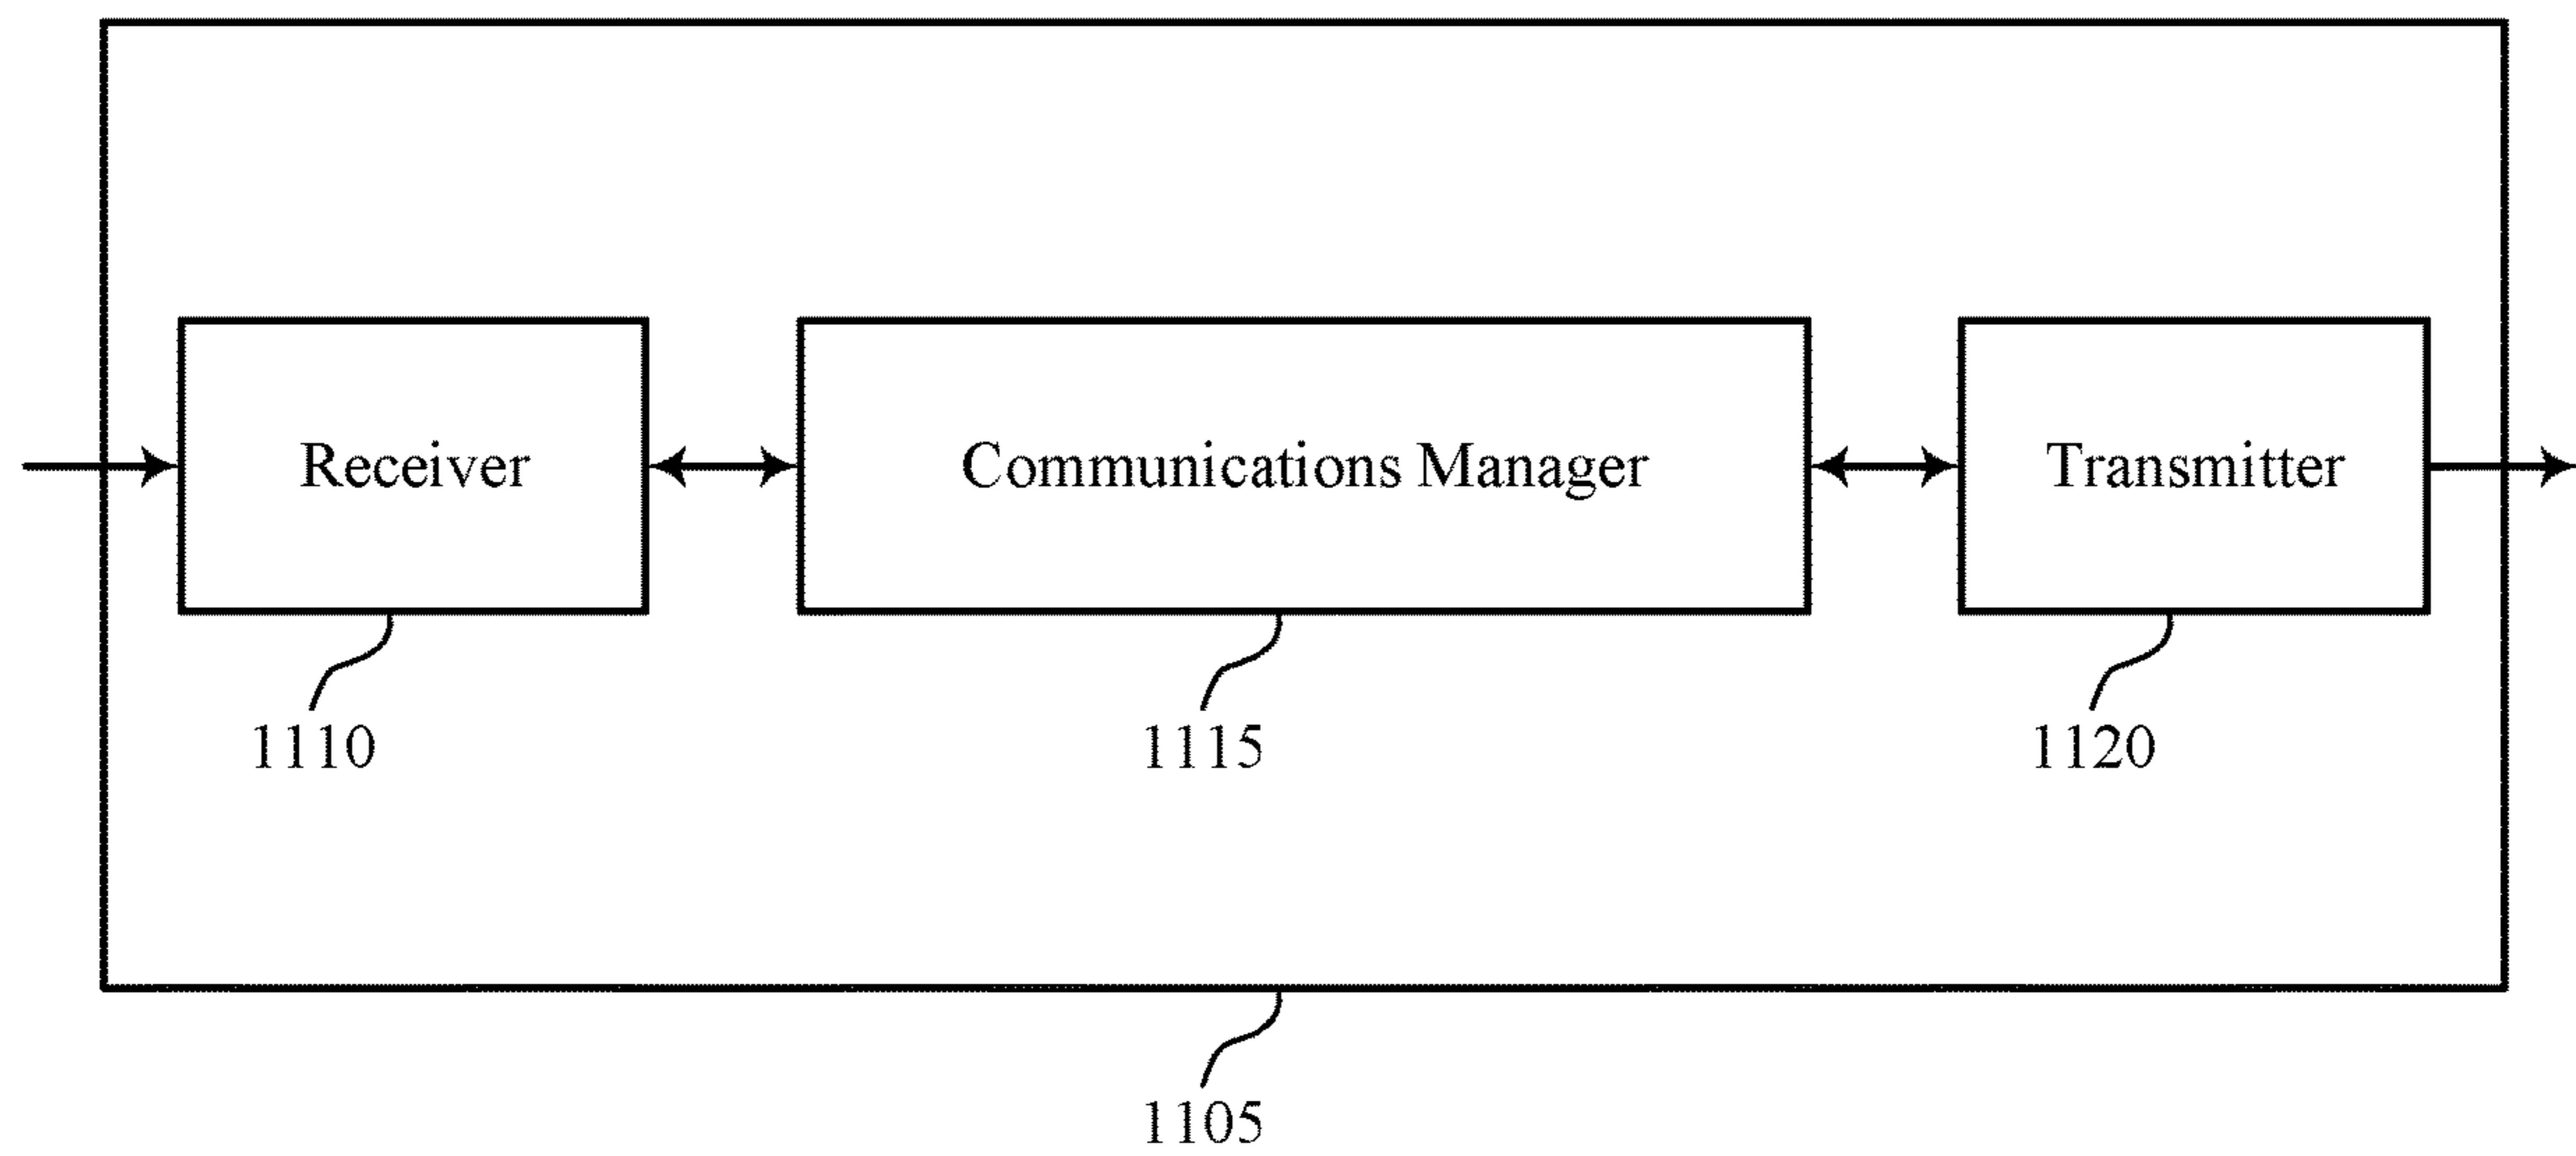 Receiver
Communications Manager
Transmitter
1110
1115
1120
1105